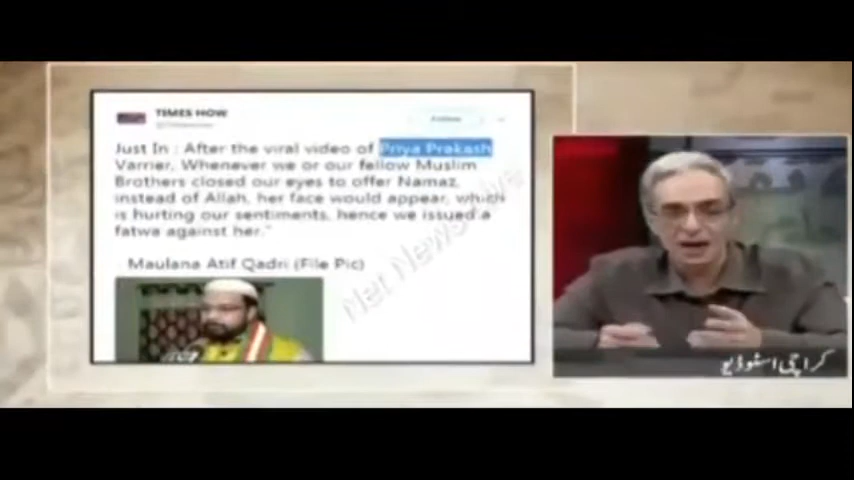 TIMES HOW
Follow
Just In : After the viral video of Priya Prakash
Varrier, Whenever we or our fellow Muslim
Brothers closed our eyes to offer Namaz,
instead of Allah, her face would appear, which
is hurting our sentiments, hence we issued a
fatwa against her."
Maulana Atif Qadri (File Pic)
Net News Live
کراچی اسٹوڈیو